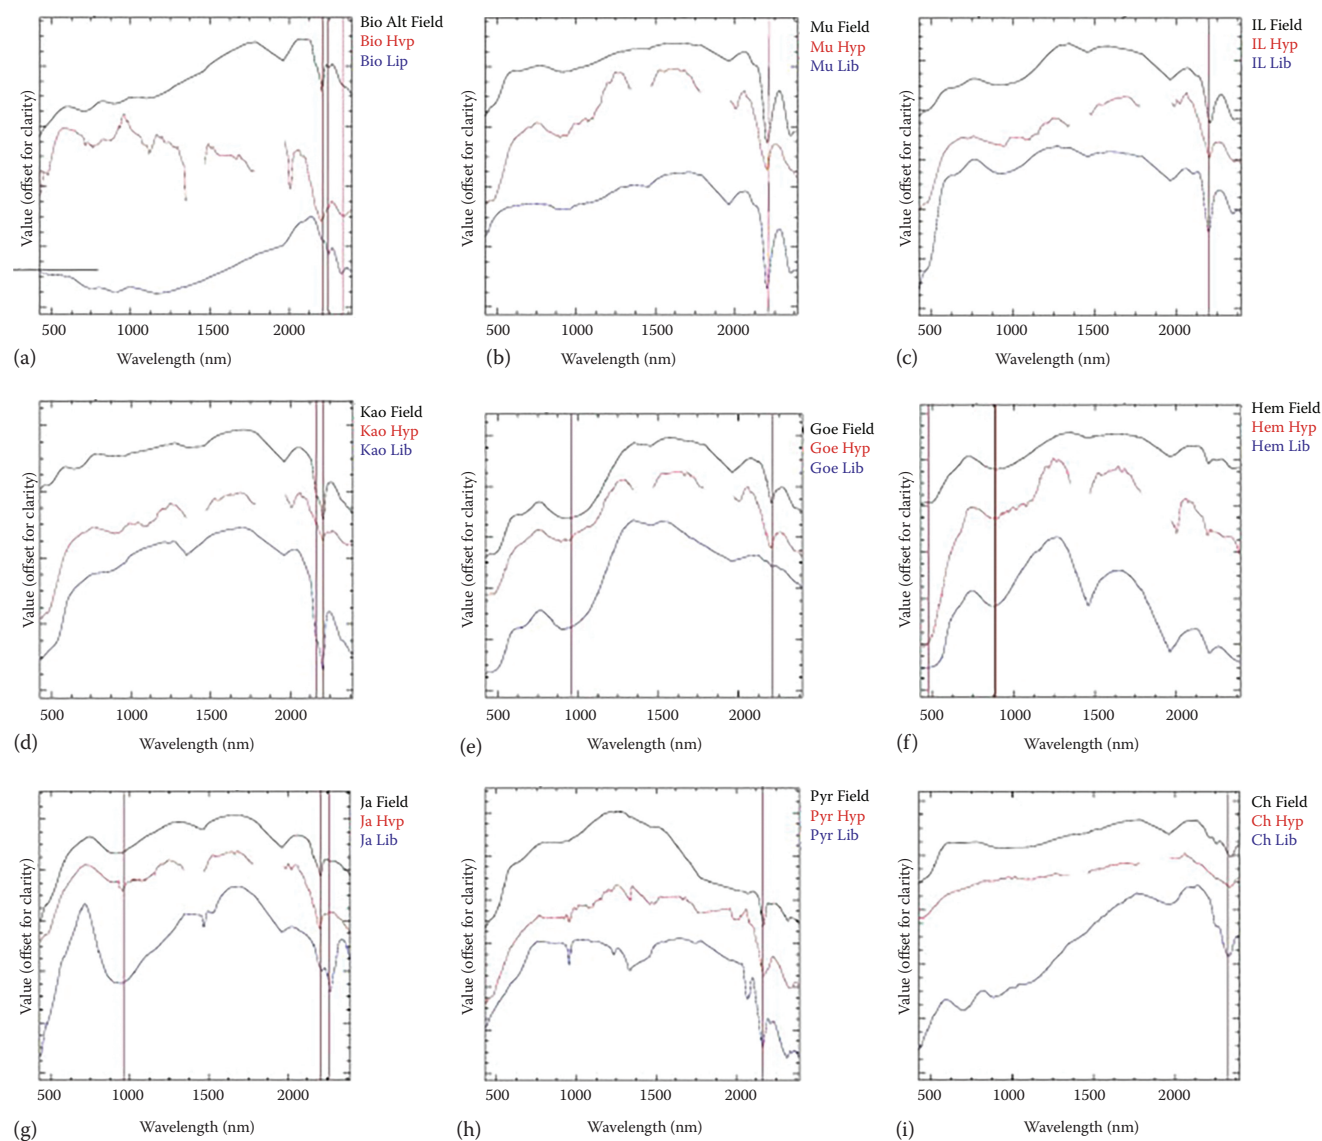 Bio Alt Field
Bio Hvp
Bio Lip
Value (offset for clarity)
500 1000 1500 2000
(a) Wavelength (nm)
Mu Field
Mu Hyp
Mu Lib
Value (offset for clarity)
500 1000 1500 2000
(b) Wavelength (nm)
IL Field
IL Hyp
IL Lib
Value (offset for clarity)
500 1000 1500 2000
(c) Wavelength (nm)
Kao Field
Kao Hyp
Kao Lib
Value (offset for clarity)
500 1000 1500 2000
(d) Wavelength (nm)
Goe Field
Goe Hyp
Goe Lib
Value (offset for clarity)
500 1000 1500 2000
(e) Wavelength (nm)
Hem Field
Hem Hyp
Hem Lib
Value (offset for clarity)
500 1000 1500 2000
(f) Wavelength (nm)
Ja Field
Ja Hvp
Ja Lib
Value (offset for clarity)
500 1000 1500 2000
(g) Wavelength (nm)
Pyr Field
Pyr Hyp
Pyr Lib
Value (offset for clarity)
500 1000 1500 2000
(h) Wavelength (nm)
Ch Field
Ch Hyp
Ch Lib
Value (offset for clarity)
500 1000 1500 2000
(i) Wavelength (nm)